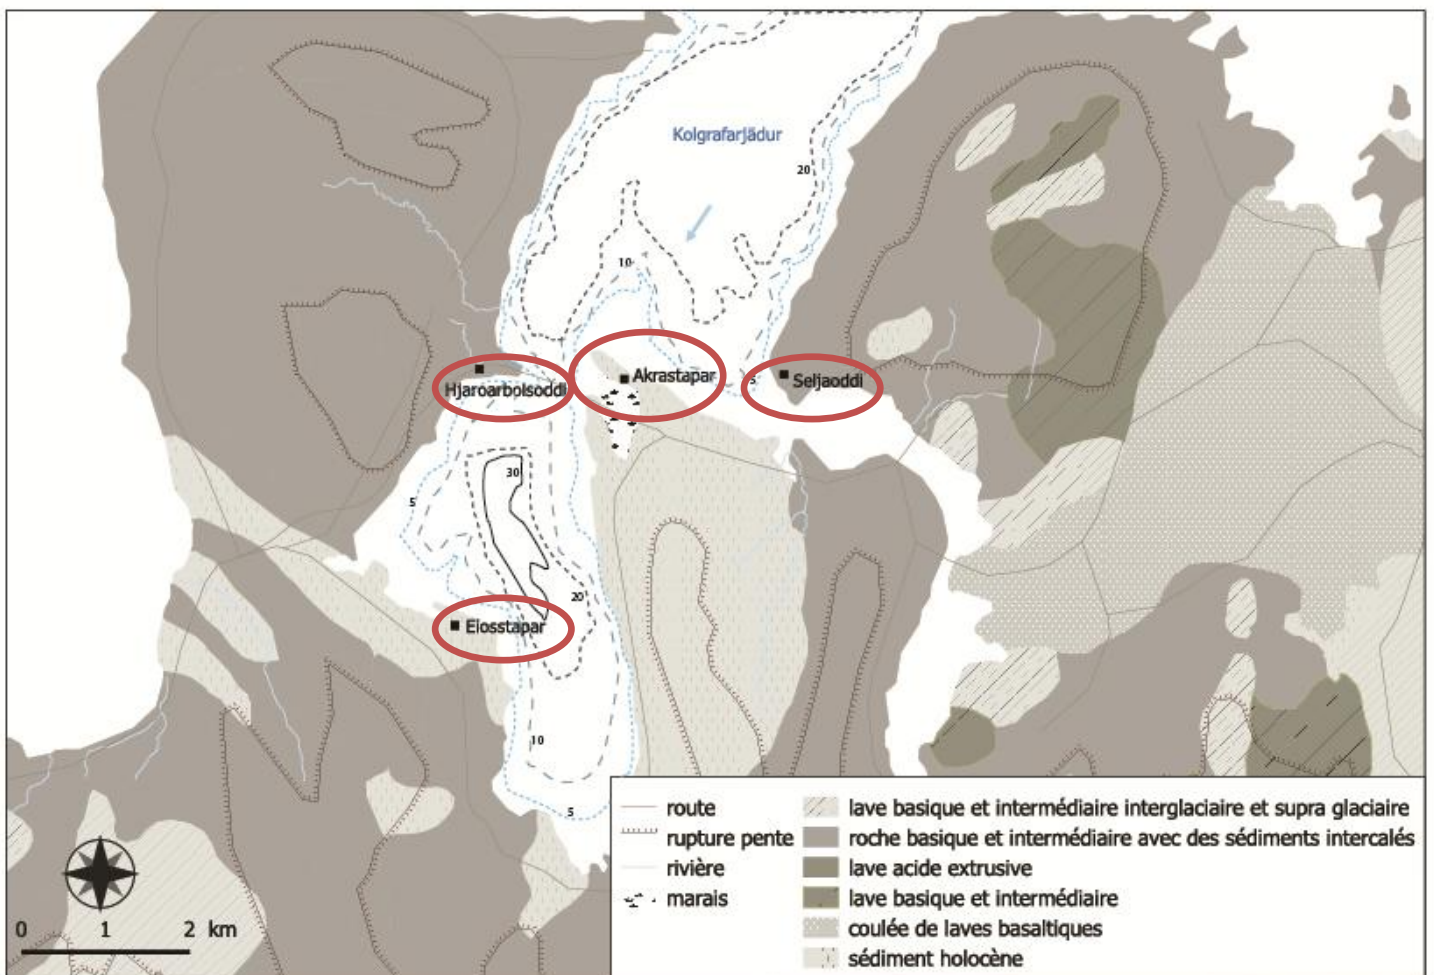 Kolgrafarjädur
20
10
5
Hjaroarbolsoddi
Akrastapar
Seljaoddi
30
5
20
Eiosstapar
10
5
route
rupture pente
rivière
marais
lave basique et intermédiaire interglaciaire et supra glaciaire
roche basique et intermédiaire avec des sédiments intercalés
lave acide extrusive
lave basique et intermédiaire
coulée de laves basaltiques
sédiment holocène
0 1 2 km